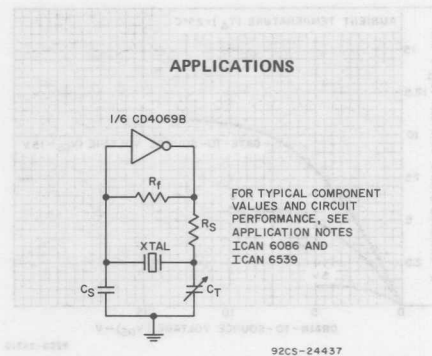 APPLICATIONS
1/6 CD4069B
Rf
RS
XTAL
CS
CT
FOR TYPICAL COMPONENT
VALUES AND CIRCUIT
PERFORMANCE, SEE
APPLICATION NOTES
ICAN 6086 AND
ICAN 6539
92CS-24437